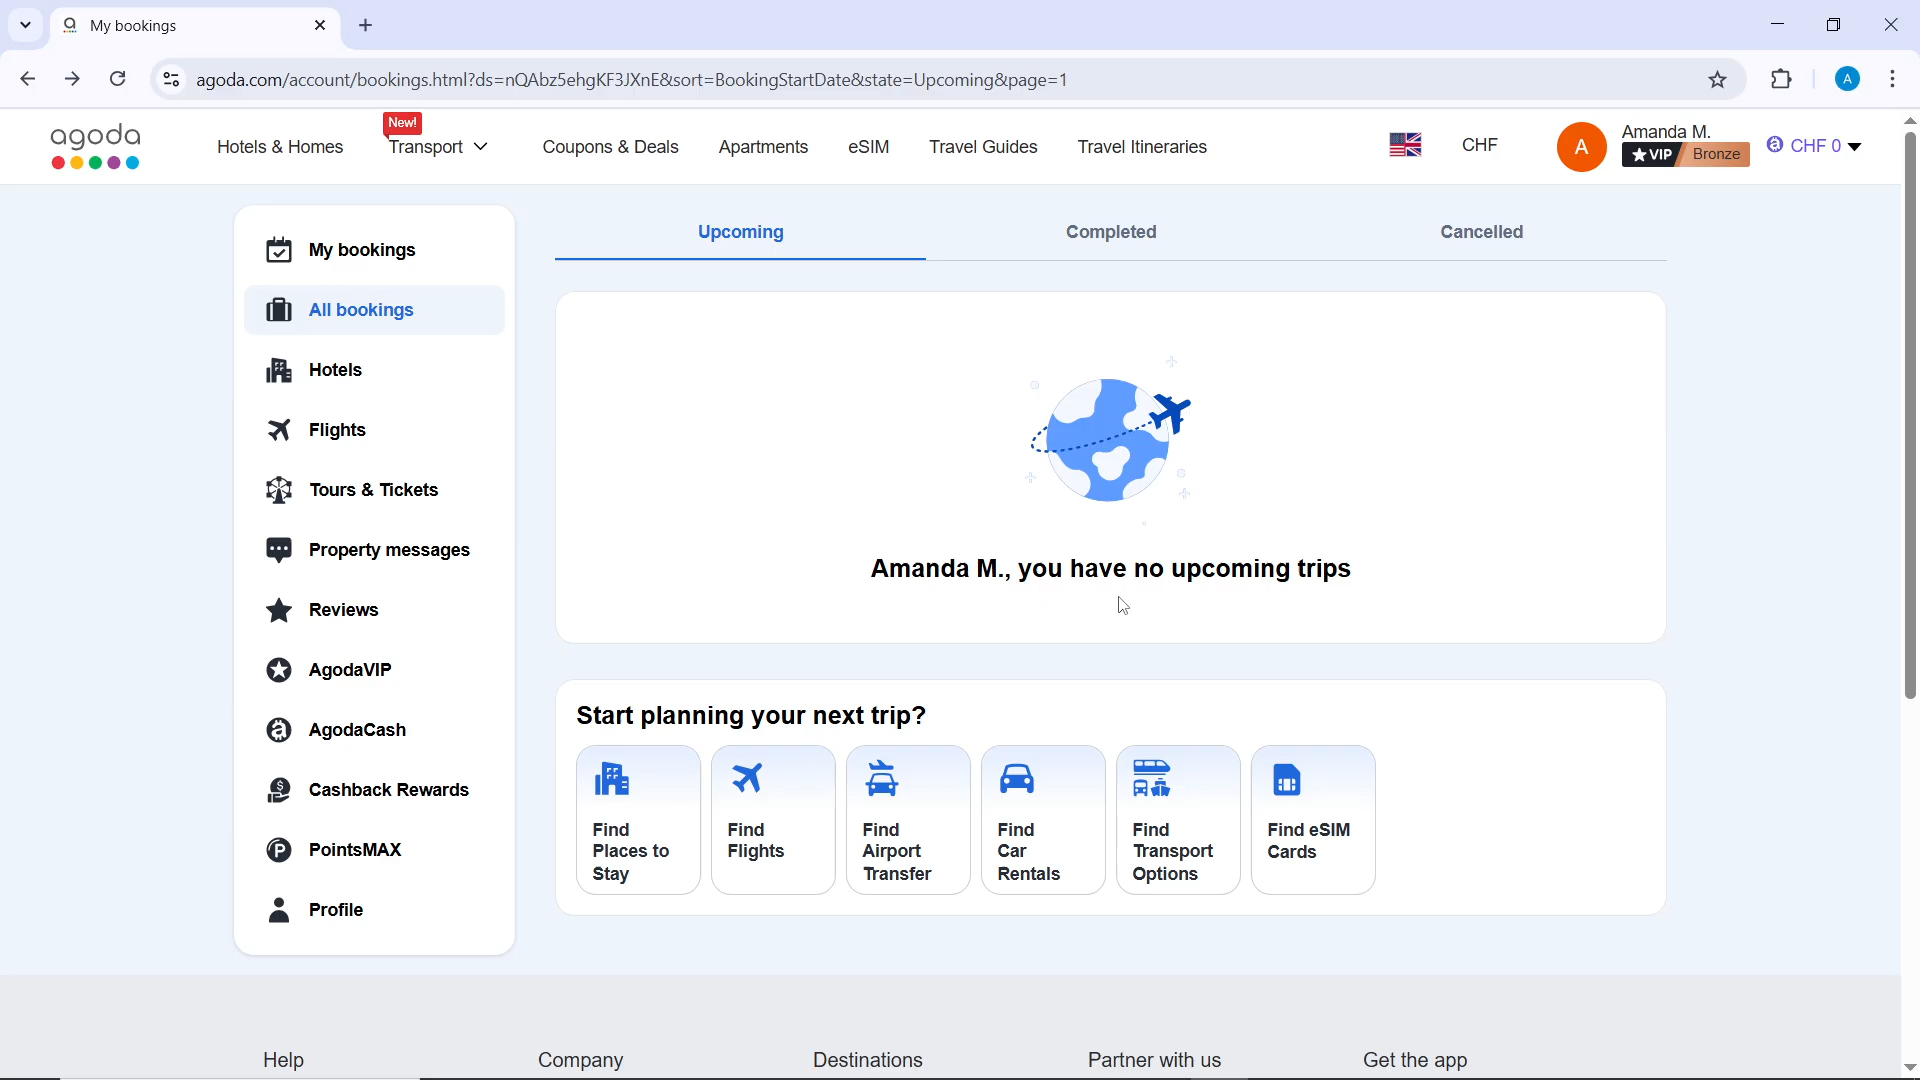 My bookings
agoda.com/account/bookings.html?ds=nQAbz5ehgKF3JXnE&sort=BookingStartDate&state=Upcoming&page=1
A
agoda
Hotels & Homes
New!
Transport
Coupons & Deals
Apartments
eSIM
Travel Guides
Travel Itineraries
CHF
A
Amanda M.
VIP Bronze
CHF 0
My bookings
All bookings
Hotels
Flights
Tours & Tickets
Property messages
Reviews
AgodaVIP
AgodaCash
Cashback Rewards
PointsMAX
Profile
Upcoming
Completed
Cancelled
Amanda M., you have no upcoming trips
Start planning your next trip?
Find
Places to
Stay
Find
Flights
Find
Airport
Transfer
Find
Car
Rentals
Find
Transport
Options
Find eSIM
Cards
Help
Company
Destinations
Partner with us
Get the app